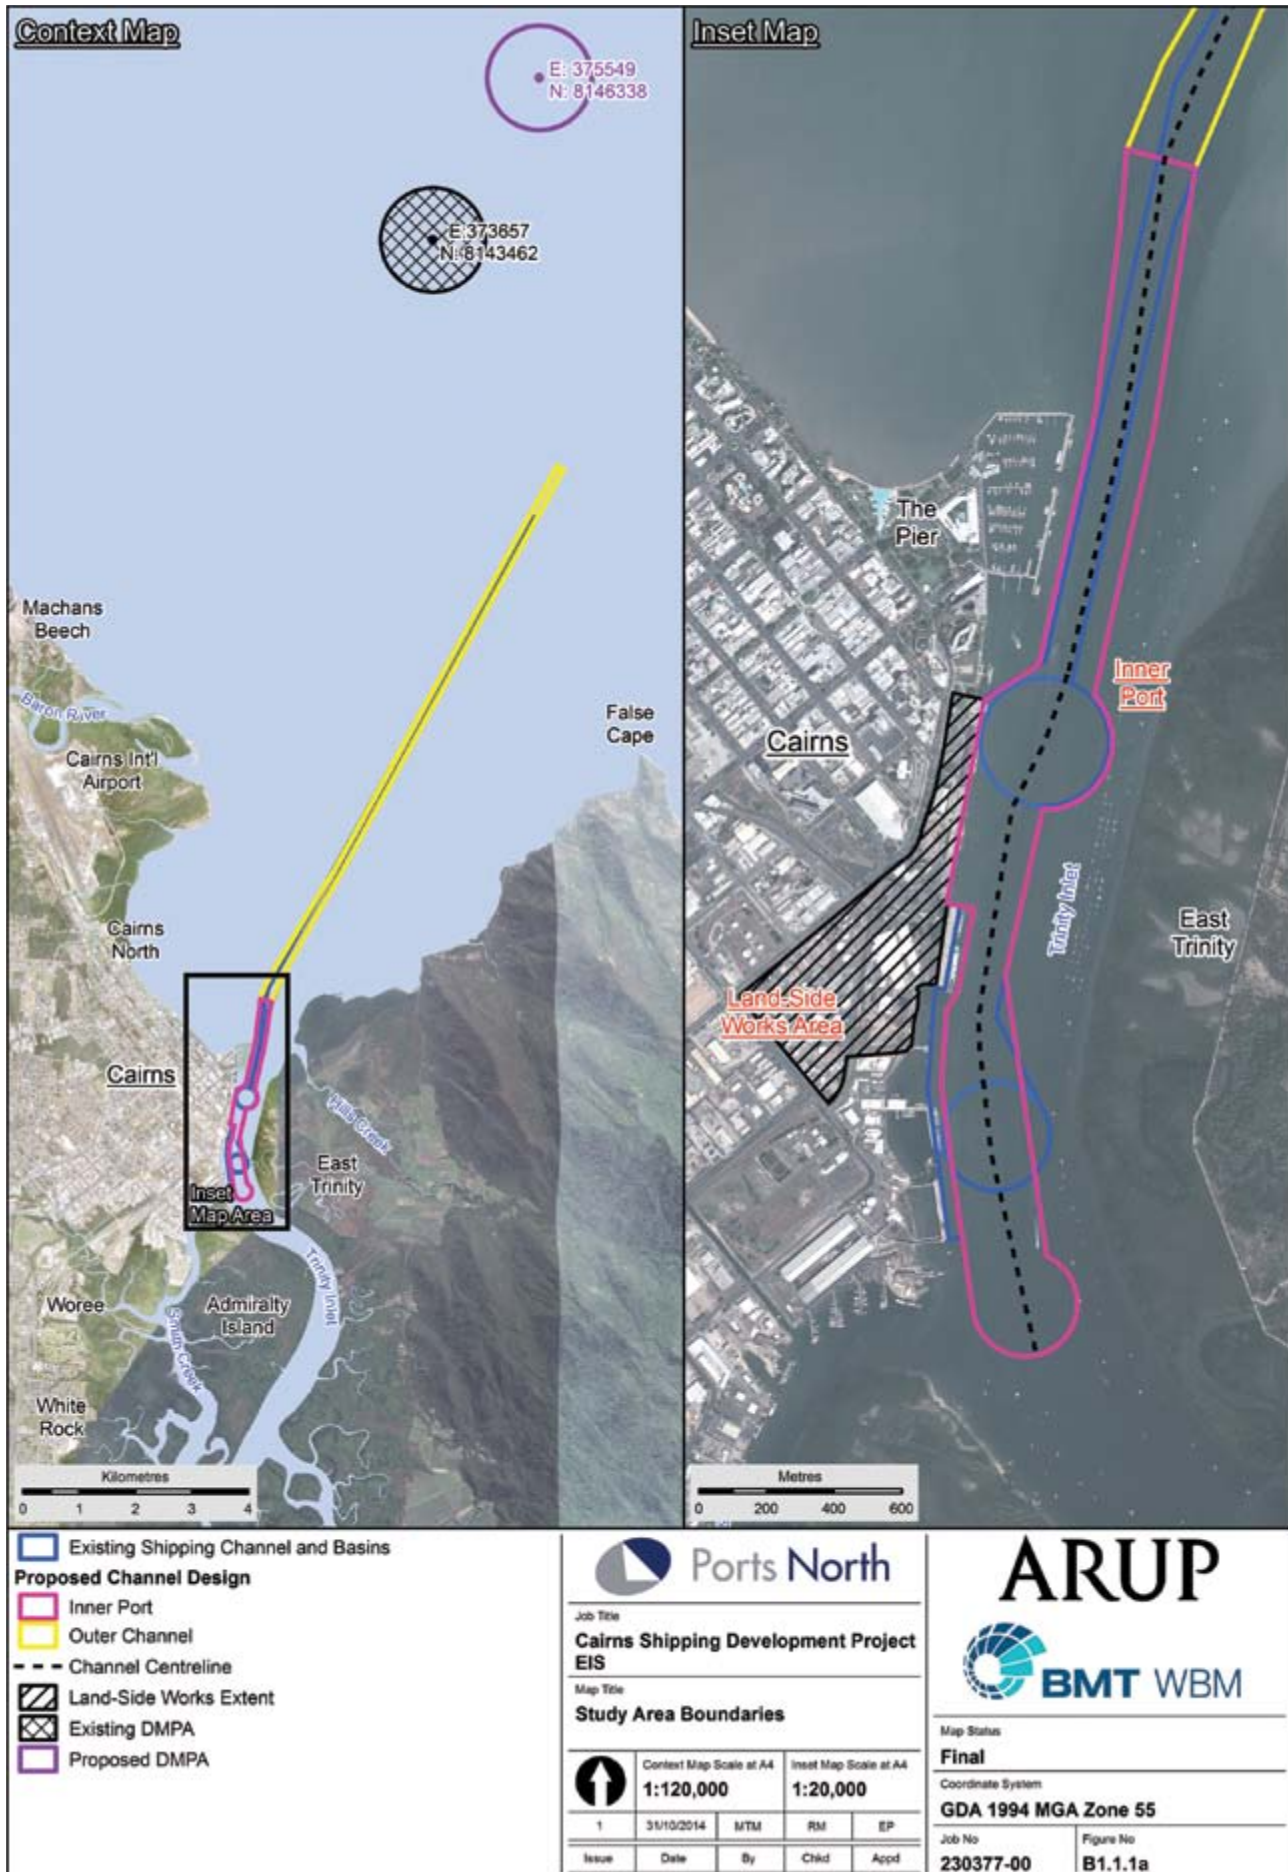 Context Map
E: 375549
N: 8146338
E:373657
N: 8143462
Machans
Beech
Baron River
Cairns Int'l
Airport
False
Cape
Cairns
North
Cairns
Hills Creek
East
Trinity
Inset
Map Area
Trinity Inlet
Woree
Admiralty
Island
Smith Creek
White
Rock
Kilometres
0 1 2 3 4
Inset Map
The
Pier
Inner
Port
Cairns
Trinity Inlet
East
Trinity
Land-Side
Works Area
Metres
0 200 400 600
Existing Shipping Channel and Basins
Proposed Channel Design
Inner Port
Outer Channel
Channel Centreline
Land-Side Works Extent
Existing DMPA
Proposed DMPA
Ports North
Job Title
Cairns Shipping Development Project
EIS
Map Title
Study Area Boundaries
Context Map Scale at A4
1:120,000
Inset Map Scale at A4
1:20,000
1 31/10/2014 MTM RM EP
Issue Date By Chkd Appd
ARUP
BMT WBM
Map Status
Final
Coordinate System
GDA 1994 MGA Zone 55
Job No
230377-00
Figure No
B1.1.1a